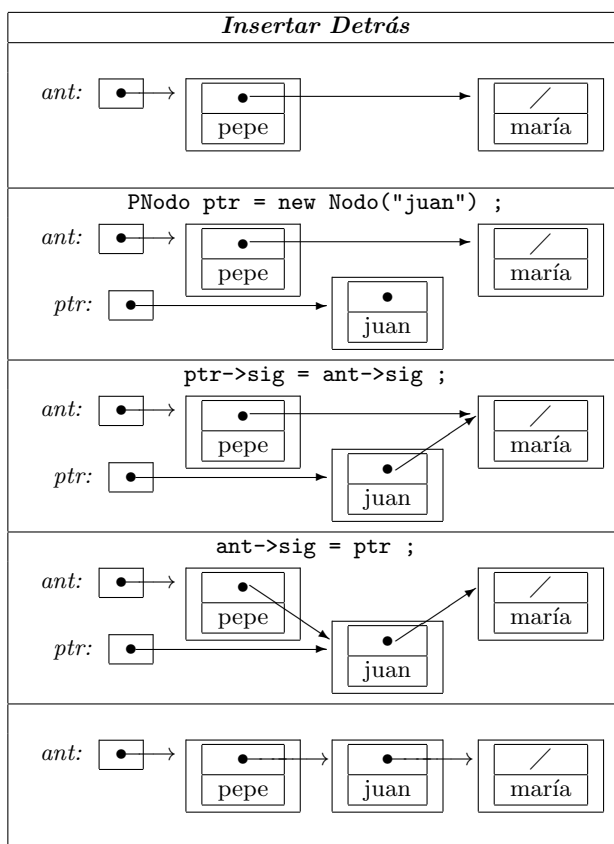 Insertar Detrás
ant:
pepe
maría
PNodo ptr = new Nodo("juan") ;
ant:
pepe
maría
ptr:
juan
ptr->sig = ant->sig ;
ant:
pepe
maría
ptr:
juan
ant->sig = ptr ;
ant:
pepe
maría
ptr:
juan
ant:
pepe juan maría